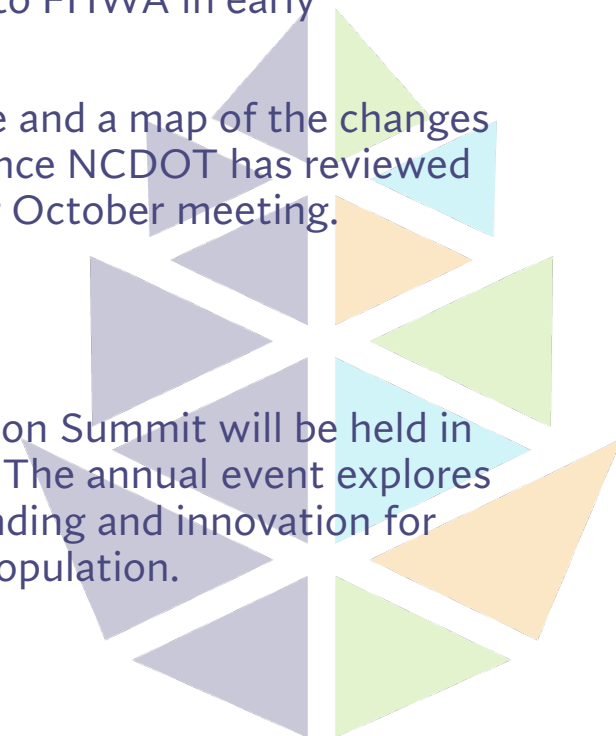 to FHWA in early
e and a map of the changes
nce NCDOT has reviewed
October meeting.
on Summit will be held in
The annual event explores
nding and innovation for
opulation.